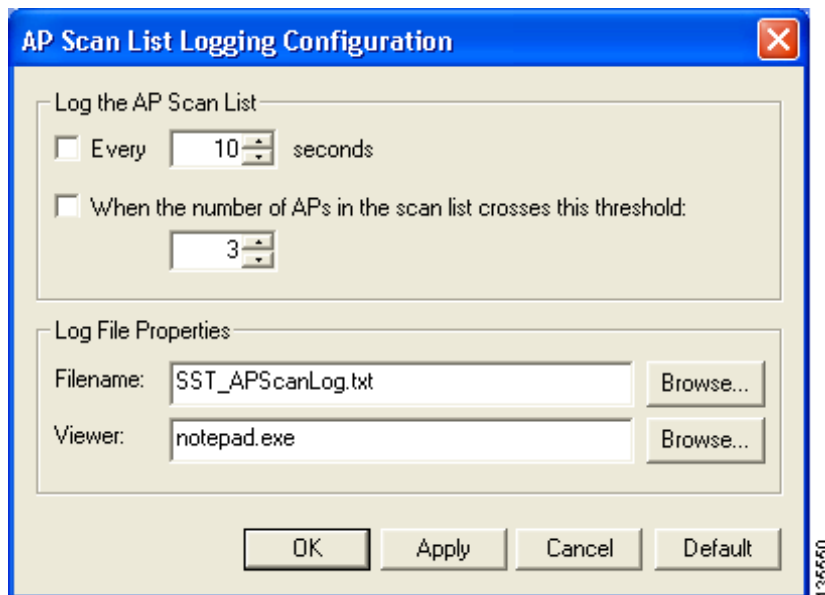 AP Scan List Logging Configuration
Log the AP Scan List
Every 10 seconds
When the number of APs in the scan list crosses this threshold:
3
Log File Properties
Filename: SST_APScanLog.txt Browse...
Viewer: notepad.exe Browse...
OK Apply Cancel Default
135550